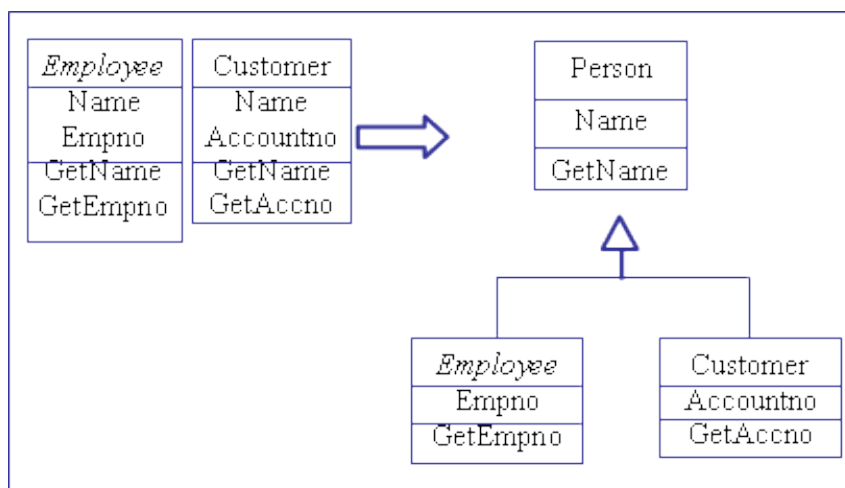 Employee
Name
Empno
GetName
GetEmpno
Customer
Name
Accountno
GetName
GetAccno
Person
Name
GetName
Employee
Empno
GetEmpno
Customer
Accountno
GetAccno